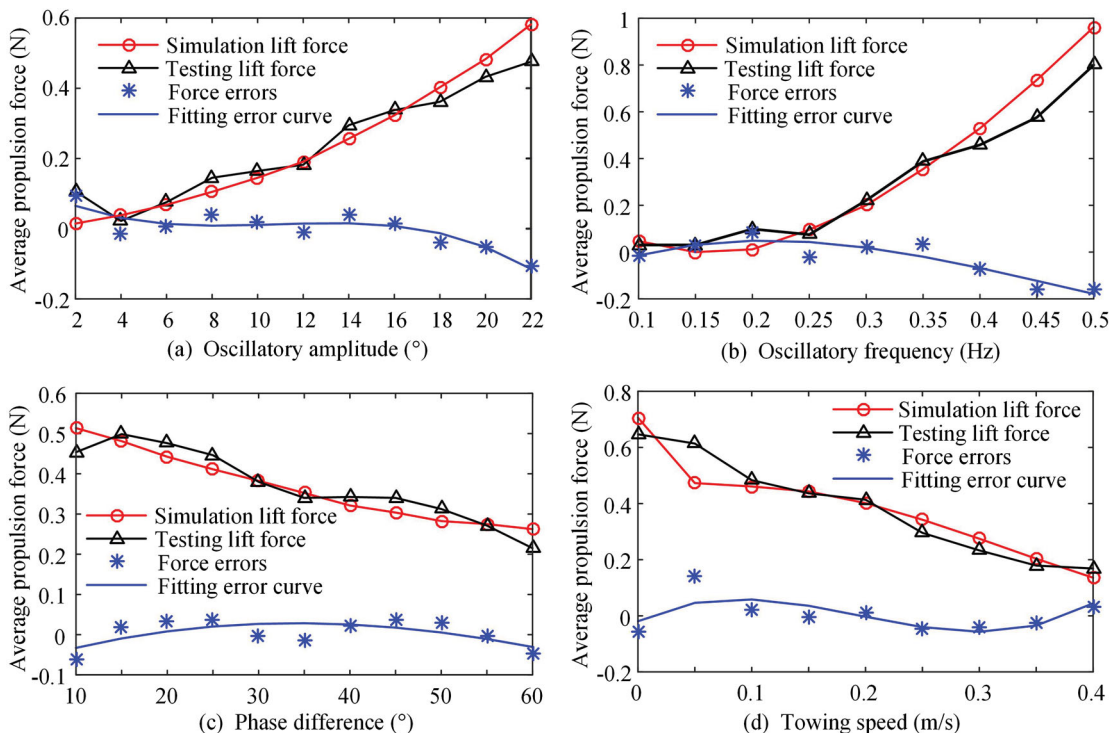 Average propulsion force (N)
0.6
0.4
0.2
0
-0.2
Simulation lift force
Testing lift force
Force errors
Fitting error curve
2 4 6 8 10 12 14 16 18 20 22
(a) Oscillatory amplitude (°)
Average propulsion force (N)
1
0.8
0.6
0.4
0.2
0
-0.2
Simulation lift force
Testing lift force
Force errors
Fitting error curve
0.1 0.15 0.2 0.25 0.3 0.35 0.4 0.45 0.5
(b) Oscillatory frequency (Hz)
Average propulsion force (N)
0.6
0.5
0.4
0.3
0.2
0.1
0
-0.1
Simulation lift force
Testing lift force
Force errors
Fitting error curve
10 20 30 40 50 60
(c) Phase difference (°)
Average propulsion force (N)
0.8
0.6
0.4
0.2
0
-0.2
Simulation lift force
Testing lift force
Force errors
Fitting error curve
0 0.1 0.2 0.3 0.4
(d) Towing speed (m/s)